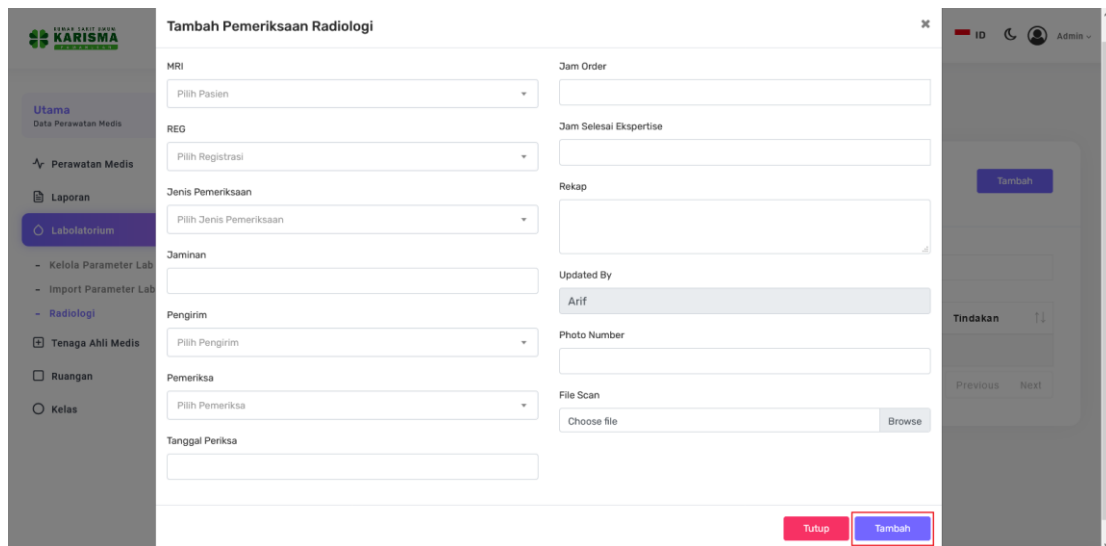 RUMAH SAKIT UMUM
KARISMA
ID
Admin
Utama
Data Perawatan Medis
Perawatan Medis
Laporan
Labolatorium
- Kelola Parameter Lab
- Import Parameter Lab
- Radiologi
Tenaga Ahli Medis
Ruangan
Kelas
Tambah Pemeriksaan Radiologi
MRI
Pilih Pasien
REG
Pilih Registrasi
Jenis Pemeriksaan
Pilih Jenis Pemeriksaan
Jaminan
Pengirim
Pilih Pengirim
Pemeriksa
Pilih Pemeriksa
Tanggal Periksa
Jam Order
Jam Selesai Ekspertise
Rekap
Updated By
Arif
Photo Number
File Scan
Choose file
Browse
Tutup
Tambah
Tambah
Tindakan
Previous
Next